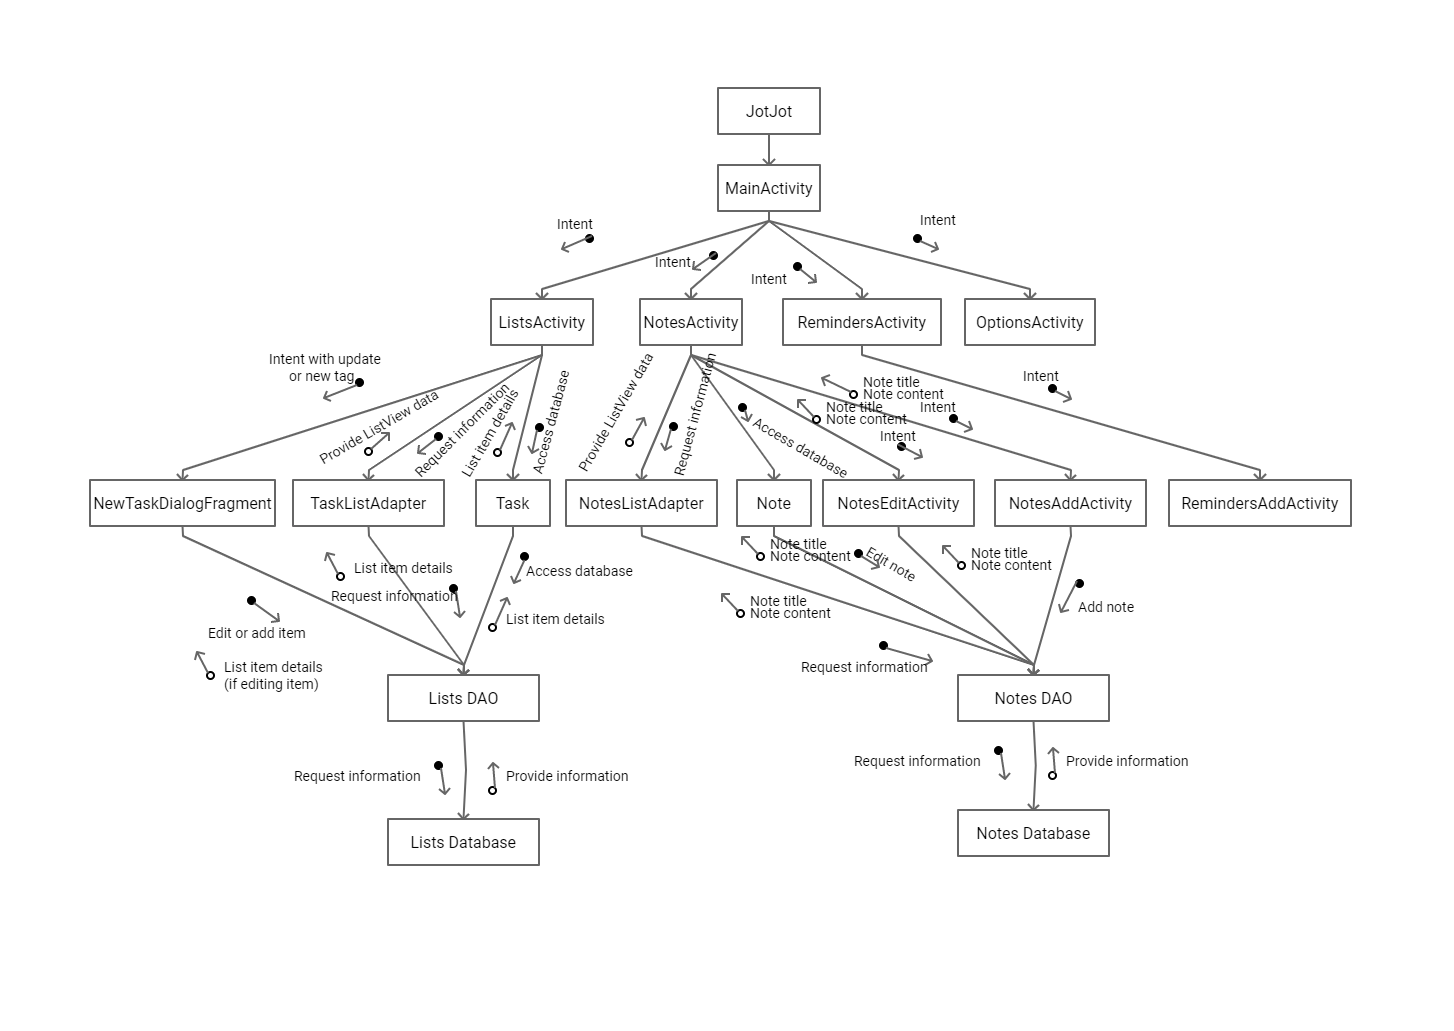 JotJot
MainActivity
Intent
Intent
Intent
Intent
ListsActivity
NotesActivity
RemindersActivity
OptionsActivity
Intent with update
or new tag
Provide ListView data
Request information
List item details
Access database
Provide ListView data
Request information
Access database
Note title
Note content
Note title
Note content
Intent
Intent
Intent
NewTaskDialogFragment
TaskListAdapter
Task
NotesListAdapter
Note
NotesEditActivity
NotesAddActivity
RemindersAddActivity
List item details
Request information
Access database
List item details
Edit or add item
List item details
(if editing item)
Note title
Note content
Edit note
Note title
Note content
Note title
Note content
Add note
Request information
Lists DAO
Notes DAO
Request information
Provide information
Request information
Provide information
Lists Database
Notes Database